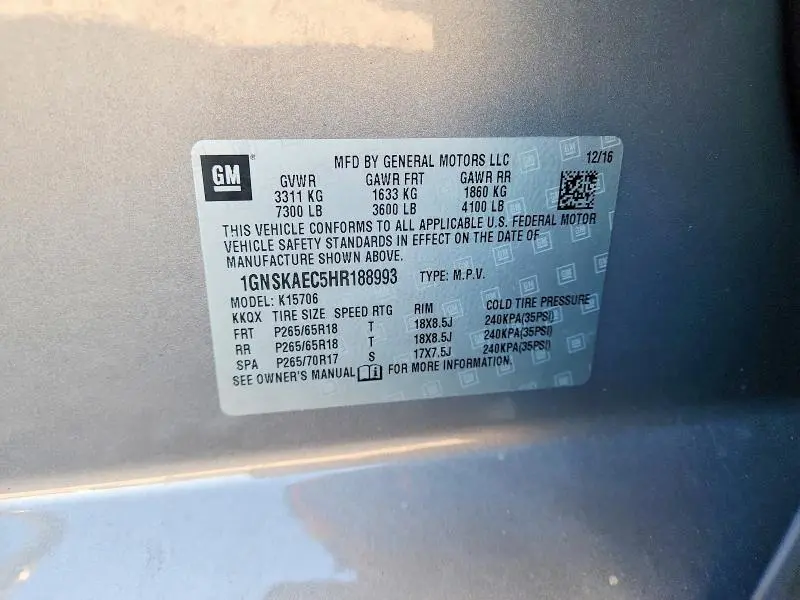 GM
MFD BY GENERAL MOTORS LLC 12/16
GVWR GAWR FRT GAWR RR
3311 KG 1633 KG 1860 KG
7300 LB 3600 LB 4100 LB
THIS VEHICLE CONFORMS TO ALL APPLICABLE U.S. FEDERAL MOTOR
VEHICLE SAFETY STANDARDS IN EFFECT ON THE DATE OF
MANUFACTURE SHOWN ABOVE.
1GNSKAEC5HR188993 TYPE: M.P.V.
MODEL: K15706
KKQX TIRE SIZE SPEED RTG RIM COLD TIRE PRESSURE
FRT P265/65R18 T 18X8.5J 240KPA(35PSI)
RR P265/65R18 T 18X8.5J 240KPA(35PSI)
SPA P265/70R17 S 17X7.5J 240KPA(35PSI)
SEE OWNER'S MANUAL FOR MORE INFORMATION.